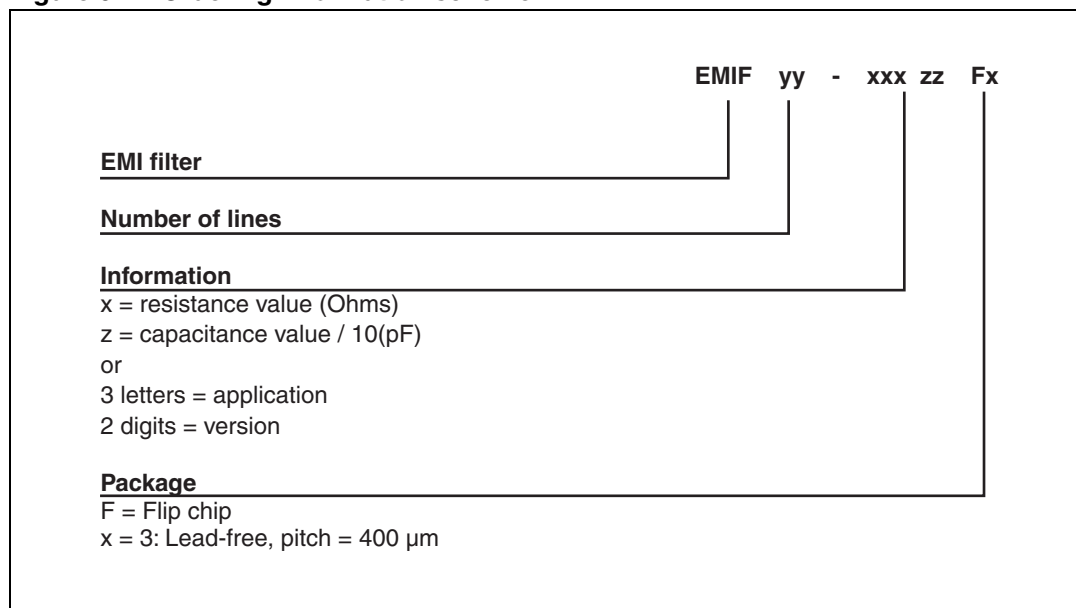 EMIF yy - xxx zz Fx
EMI filter
Number of lines
Information
x = resistance value (Ohms)
z = capacitance value / 10(pF)
or
3 letters = application
2 digits = version
Package
F = Flip chip
x = 3: Lead-free, pitch = 400 µm